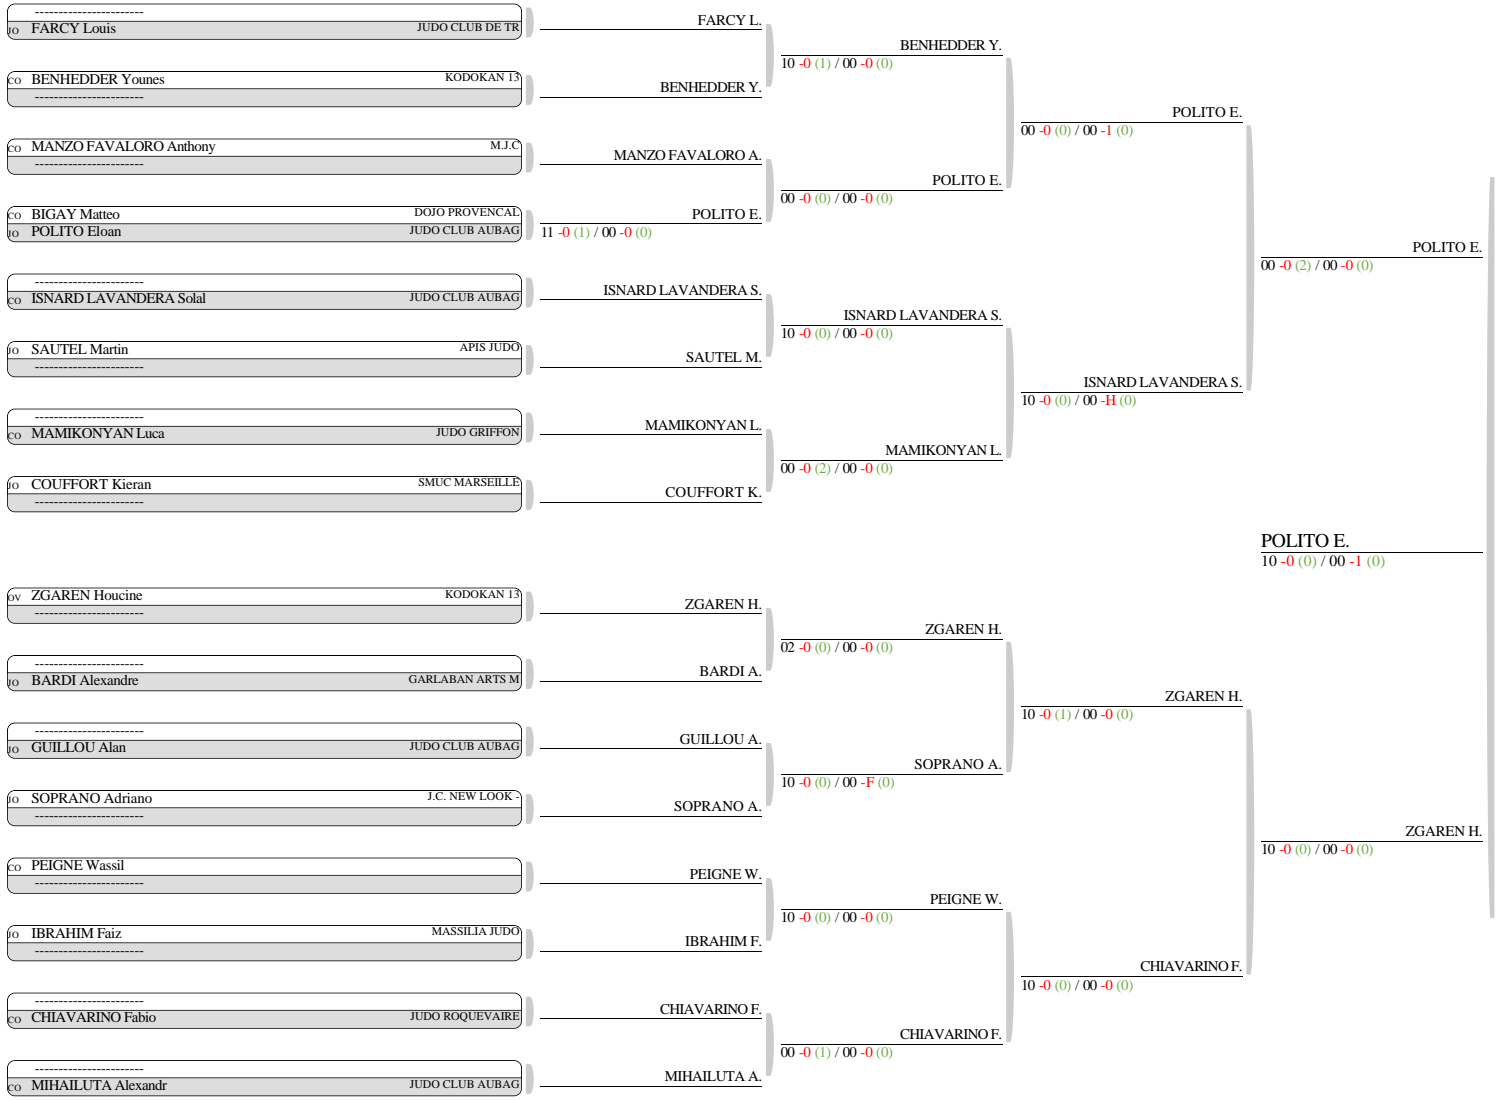 -----------------------
JO FARCY Louis JUDO CLUB DE TR
CO BENHEDDER Younes KODOKAN 13
-----------------------
CO MANZO FAVALORO Anthony M.J.C
-----------------------
CO BIGAY Matteo DOJO PROVENCAL
JO POLITO Eloan JUDO CLUB AUBAG
-----------------------
CO ISNARD LAVANDERA Solal JUDO CLUB AUBAG
JO SAUTEL Martin APIS JUDO
-----------------------
-----------------------
CO MAMIKONYAN Luca JUDO GRIFFON
JO COUFFORT Kieran SMUC MARSEILLE
-----------------------
OV ZGAREN Houcine KODOKAN 13
-----------------------
-----------------------
JO BARDI Alexandre GARLABAN ARTS M
-----------------------
JO GUILLOU Alan JUDO CLUB AUBAG
JO SOPRANO Adriano J.C. NEW LOOK -
-----------------------
CO PEIGNE Wassil
-----------------------
JO IBRAHIM Faiz MASSILIA JUDO
-----------------------
-----------------------
CO CHIAVARINO Fabio JUDO ROQUEVAIRE
-----------------------
CO MIHAILUTA Alexandr JUDO CLUB AUBAG
FARCY L.
BENHEDDER Y.
MANZO FAVALORO A.
POLITO E.
11 -0 (1) / 00 -0 (0)
ISNARD LAVANDERA S.
SAUTEL M.
MAMIKONYAN L.
COUFFORT K.
ZGAREN H.
BARDI A.
GUILLOU A.
SOPRANO A.
PEIGNE W.
IBRAHIM F.
CHIAVARINO F.
MIHAILUTA A.
BENHEDDER Y.
10 -0 (1) / 00 -0 (0)
POLITO E.
00 -0 (0) / 00 -0 (0)
ISNARD LAVANDERA S.
10 -0 (0) / 00 -0 (0)
MAMIKONYAN L.
00 -0 (2) / 00 -0 (0)
ZGAREN H.
02 -0 (0) / 00 -0 (0)
SOPRANO A.
10 -0 (0) / 00 -F (0)
PEIGNE W.
10 -0 (0) / 00 -0 (0)
CHIAVARINO F.
00 -0 (1) / 00 -0 (0)
POLITO E.
00 -0 (0) / 00 -1 (0)
ISNARD LAVANDERA S.
10 -0 (0) / 00 -H (0)
ZGAREN H.
10 -0 (1) / 00 -0 (0)
CHIAVARINO F.
10 -0 (0) / 00 -0 (0)
POLITO E.
00 -0 (2) / 00 -0 (0)
POLITO E.
10 -0 (0) / 00 -1 (0)
ZGAREN H.
10 -0 (0) / 00 -0 (0)